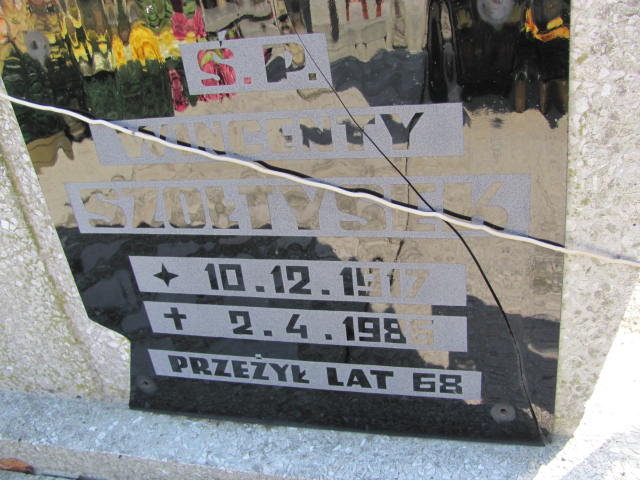 Ś.P.
WINCENTY
SZOŁTYSEK
10.12.1917
2.4.1986
PRZEŻYŁ LAT 68